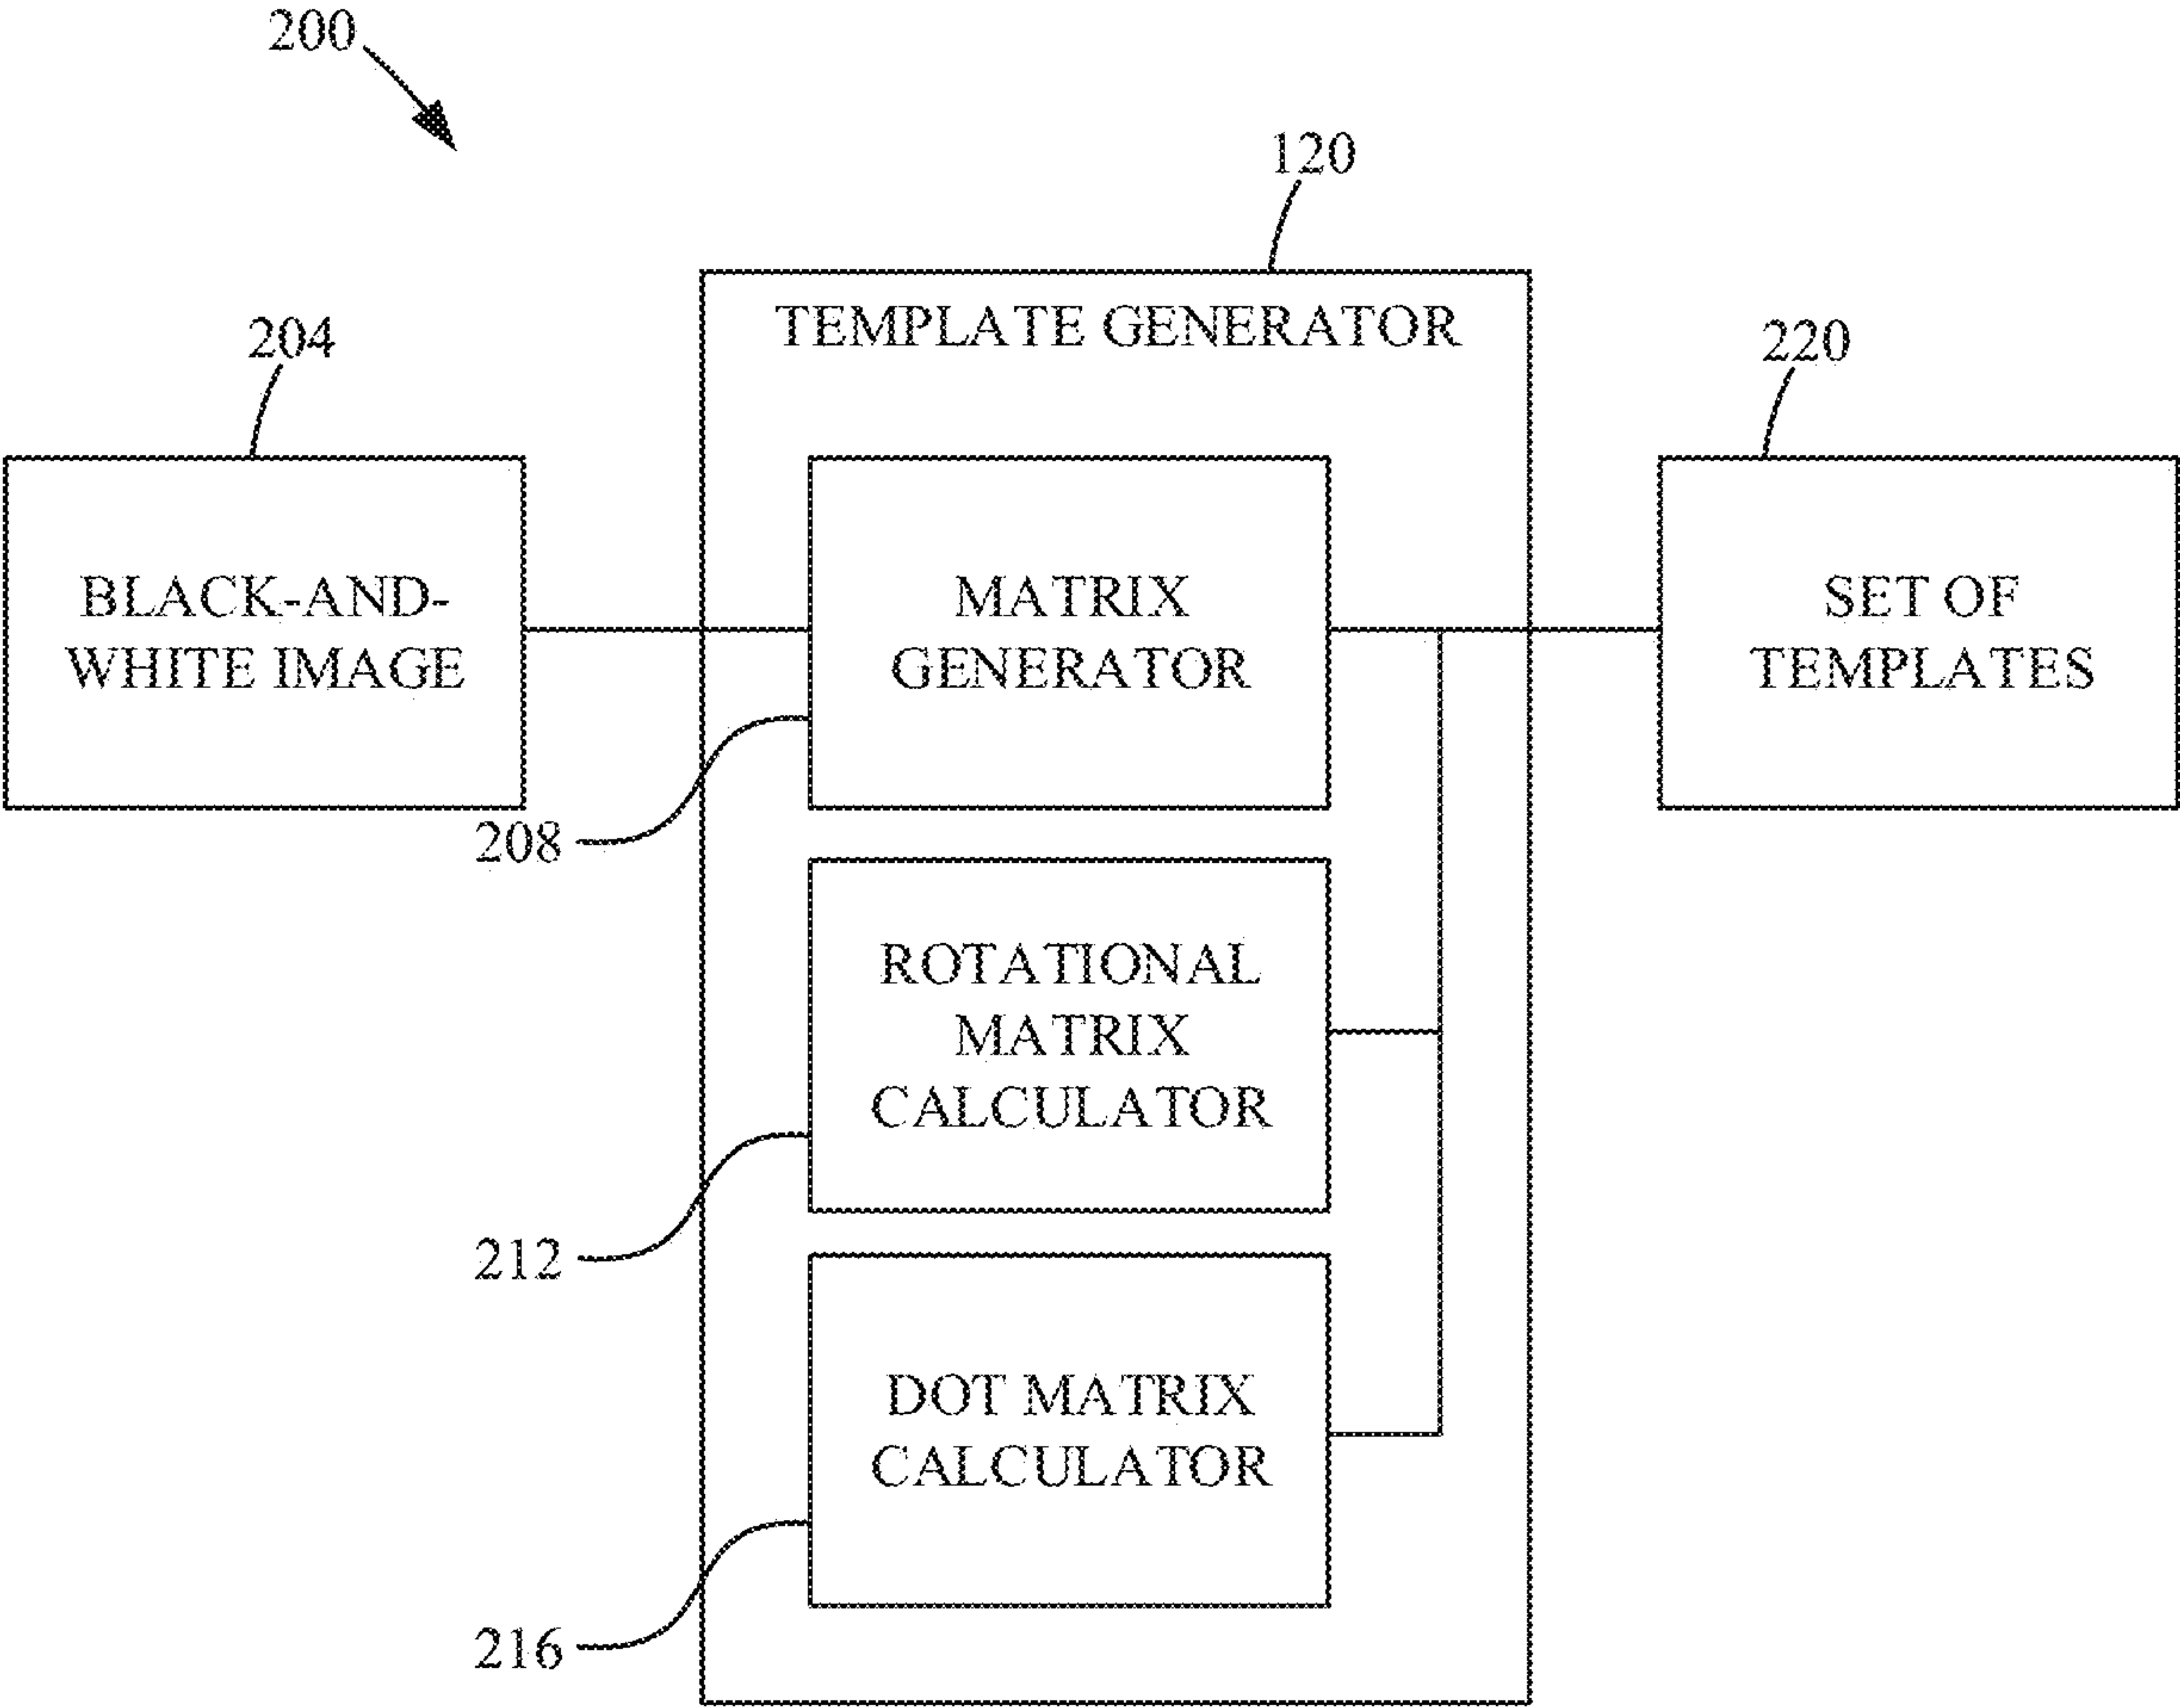 200
120
TEMPLATE GENERATOR
204
220
BLACK-AND-
WHITE IMAGE
MATRIX
GENERATOR
SET OF
TEMPLATES
208
ROTATIONAL
MATRIX
CALCULATOR
212
DOT MATRIX
CALCULATOR
216